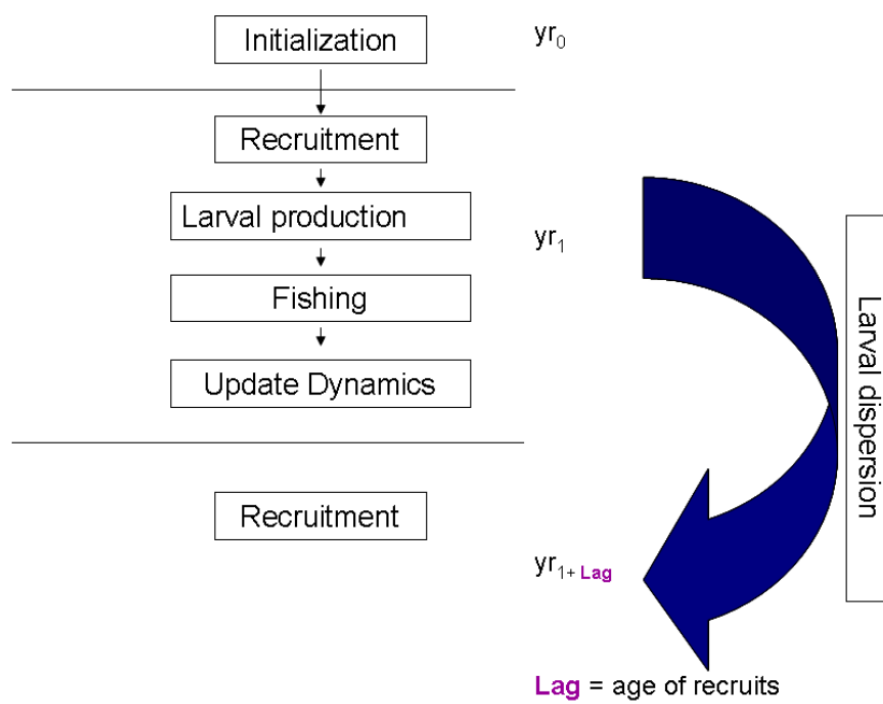 Initialization
yr0
Recruitment
Larval production
yr1
Fishing
Update Dynamics
Larval dispersion
Recruitment
yr1+ Lag
Lag = age of recruits